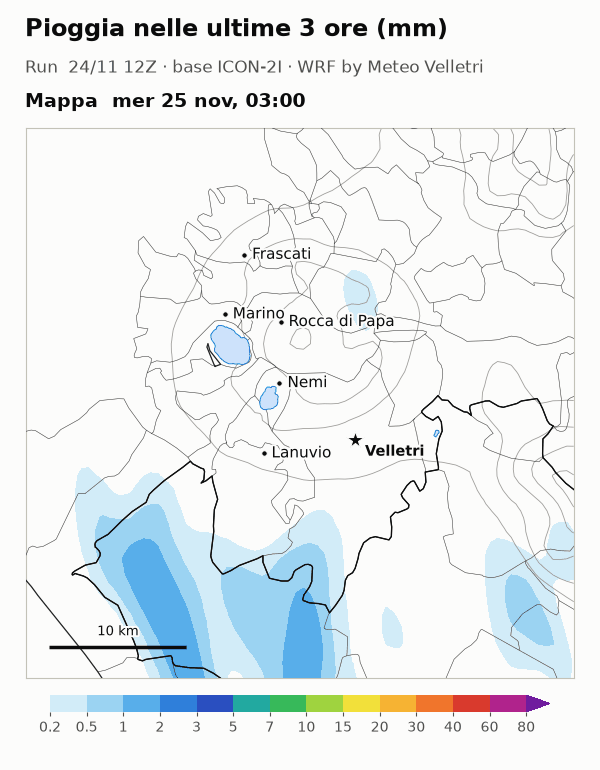 Pioggia nelle ultime 3 ore (mm)
Run  24/11 12Z · base ICON-2I · WRF by Meteo Velletri
Mappa  mer 25 nov, 03:00
Frascati
Marino
Rocca di Papa
Nemi
Velletri
Lanuvio
10 km
0.2 0.5 1 2 3 5 7 10 15 20 30 40 60 80